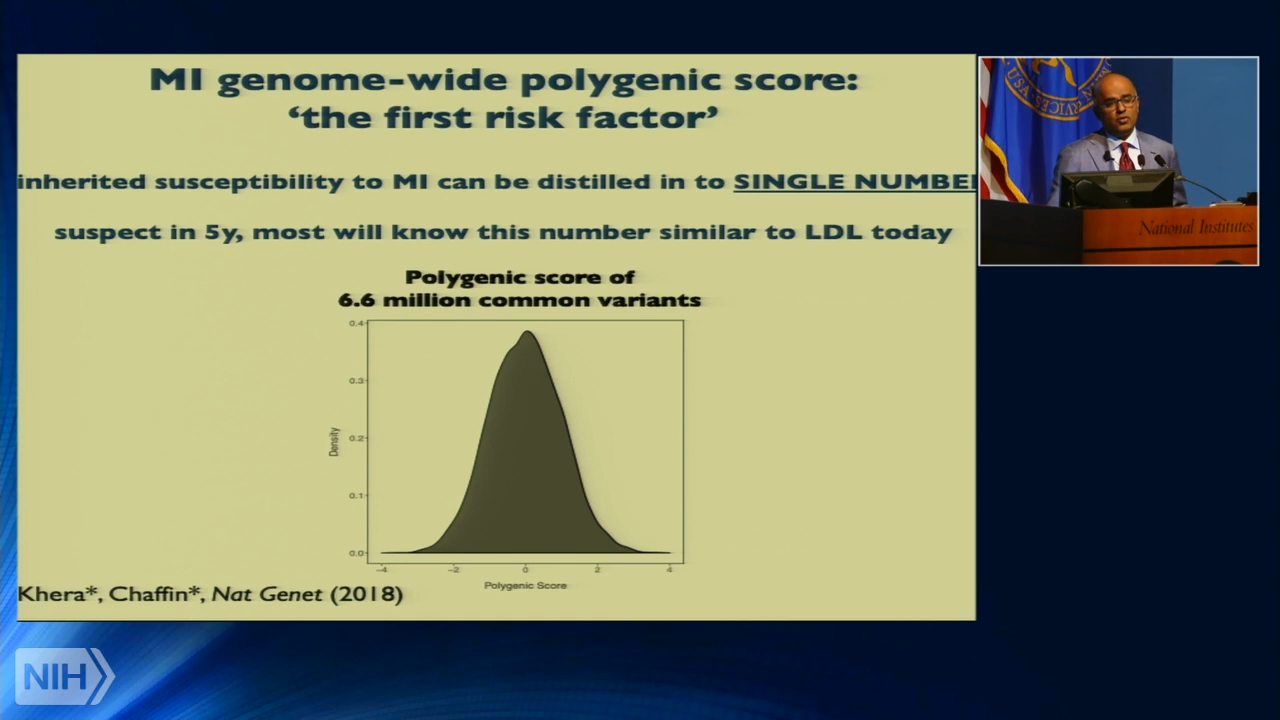 MI genome-wide polygenic score:
‘the first risk factor’
inherited susceptibility to MI can be distilled in to SINGLE NUMBER
suspect in 5y, most will know this number similar to LDL today
Polygenic score of
6.6 million common variants
0.4
0.3
0.2
0.1
0.0
Density
-4 -2 0 2 4
Polygenic Score
Khera*, Chaffin*, Nat Genet (2018)
National Institutes
NIH